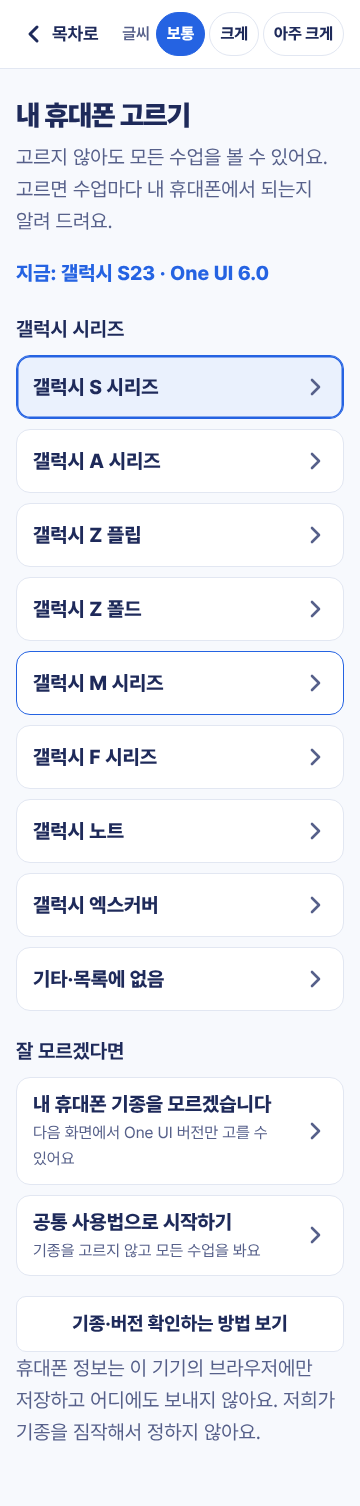 목차로 글씨 보통 크게 아주 크게
내 휴대폰 고르기
고르지 않아도 모든 수업을 볼 수 있어요.
고르면 수업마다 내 휴대폰에서 되는지
알려 드려요.
지금: 갤럭시 S23 · One UI 6.0
갤럭시 시리즈
갤럭시 S 시리즈
갤럭시 A 시리즈
갤럭시 Z 플립
갤럭시 Z 폴드
갤럭시 M 시리즈
갤럭시 F 시리즈
갤럭시 노트
갤럭시 엑스커버
기타·목록에 없음
잘 모르겠다면
내 휴대폰 기종을 모르겠습니다
다음 화면에서 One UI 버전만 고를 수
있어요
공통 사용법으로 시작하기
기종을 고르지 않고 모든 수업을 봐요
기종·버전 확인하는 방법 보기
휴대폰 정보는 이 기기의 브라우저에만
저장하고 어디에도 보내지 않아요. 저희가
기종을 짐작해서 정하지 않아요.